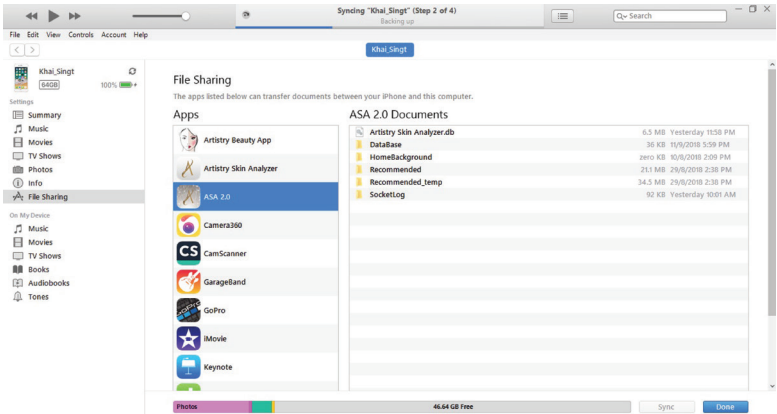 Syncing "Khai_Singt" (Step 2 of 4)
Backing up
Search
File Edit View Controls Account Help
Khai_Singt
Khai_Singt
64GB 100%
Settings
Summary
Music
Movies
TV Shows
Photos
Info
File Sharing
On My Device
Music
Movies
TV Shows
Books
Audiobooks
Tones
File Sharing
The apps listed below can transfer documents between your iPhone and this computer.
Apps
Artistry Beauty App
Artistry Skin Analyzer
ASA 2.0
Camera360
CS CamScanner
GarageBand
GoPro
iMovie
Keynote
ASA 2.0 Documents
Artistry Skin Analyzer.db 6.5 MB Yesterday 11:58 PM
DataBase 36 KB 11/9/2018 5:59 PM
HomeBackground zero KB 10/8/2018 2:09 PM
Recommended 21.1 MB 29/8/2018 2:38 PM
Recommended_temp 34.5 MB 29/8/2018 2:38 PM
SocketLog 92 KB Yesterday 10:01 AM
Photos 46.64 GB Free Sync Done